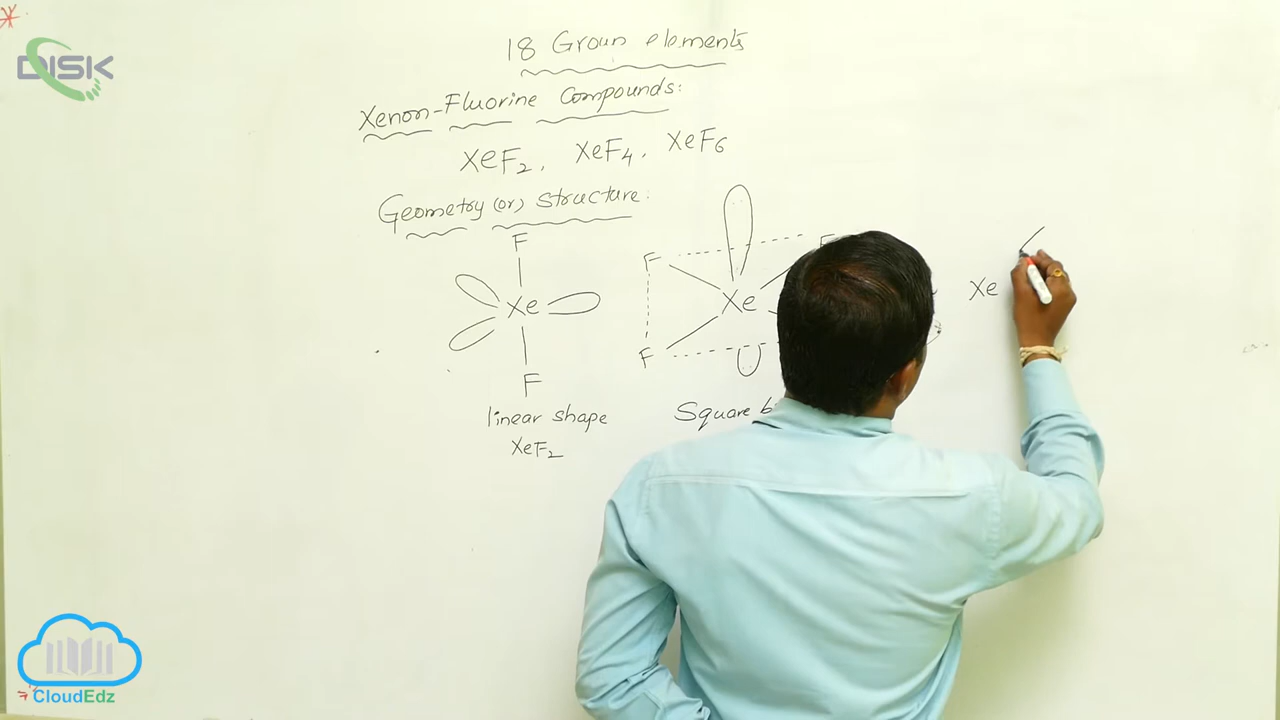 DISK
18 Group elements
Xenon-Fluorine Compounds:
XeF2, XeF4, XeF6
Geometry (or) Structure:
F
Xe
F
linear shape
XeF2
F F
Xe
F
Square
Xe
CloudEdz